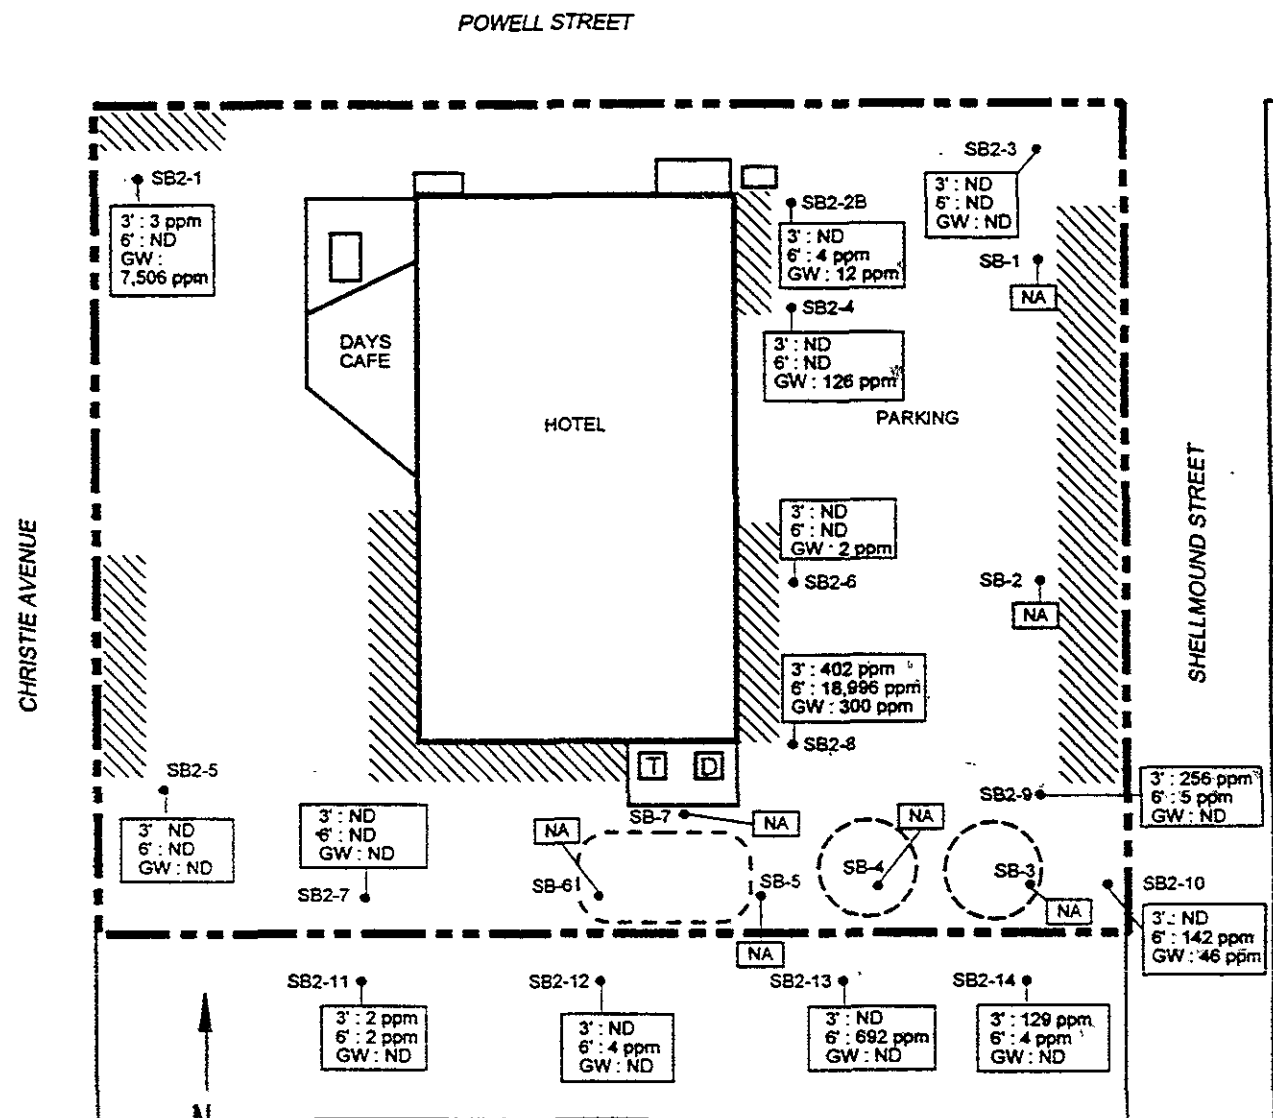 POWELL STREET
SB2-3
SB2-1
3' : ND
6' : ND
GW : ND
3' : 3 ppm
6' : ND
GW :
7,506 ppm
SB2-2B
3' : ND
6' : 4 ppm
GW : 12 ppm
SB-1
NA
SB2-4
3' : ND
6' : ND
GW : 126 ppm
DAYS
CAFE
HOTEL
PARKING
CHRISTIE AVENUE
SHELLMOUND STREET
3' : ND
6' : ND
GW : 2 ppm
SB2-6
SB-2
NA
3' : 402 ppm
6' : 18,996 ppm
GW : 300 ppm
SB2-8
T
D
SB2-5
3' ND
6' : ND
GW : ND
3' : ND
6' : ND
GW : ND
SB2-7
SB2-9
3' : 256 ppm
6' : 5 ppm
GW : ND
SB-7
NA
NA
NA
SB-6
SB-5
NA
SB-4
SB-3
NA
SB2-10
3' : ND
6' : 142 ppm
GW : 46 ppm
SB2-11
3' : 2 ppm
6' : 2 ppm
GW : ND
SB2-12
3' : ND
6' : 4 ppm
GW : ND
SB2-13
3' : ND
6' : 692 ppm
GW : ND
SB2-14
3' : 129 ppm
6' : 4 ppm
GW : ND
N